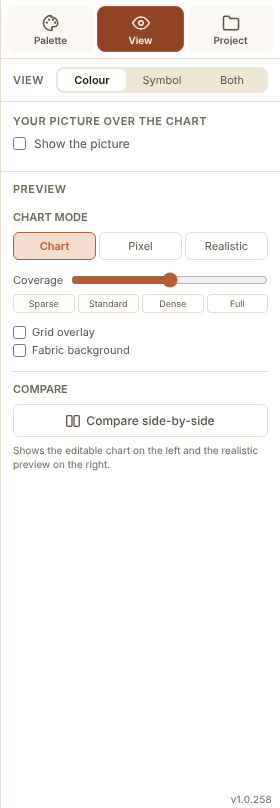 Palette
View
Project
VIEW
Colour
Symbol
Both
YOUR PICTURE OVER THE CHART
Show the picture
PREVIEW
CHART MODE
Chart
Pixel
Realistic
Coverage
Sparse
Standard
Dense
Full
Grid overlay
Fabric background
COMPARE
Compare side-by-side
Shows the editable chart on the left and the realistic
preview on the right.
v1.0.258